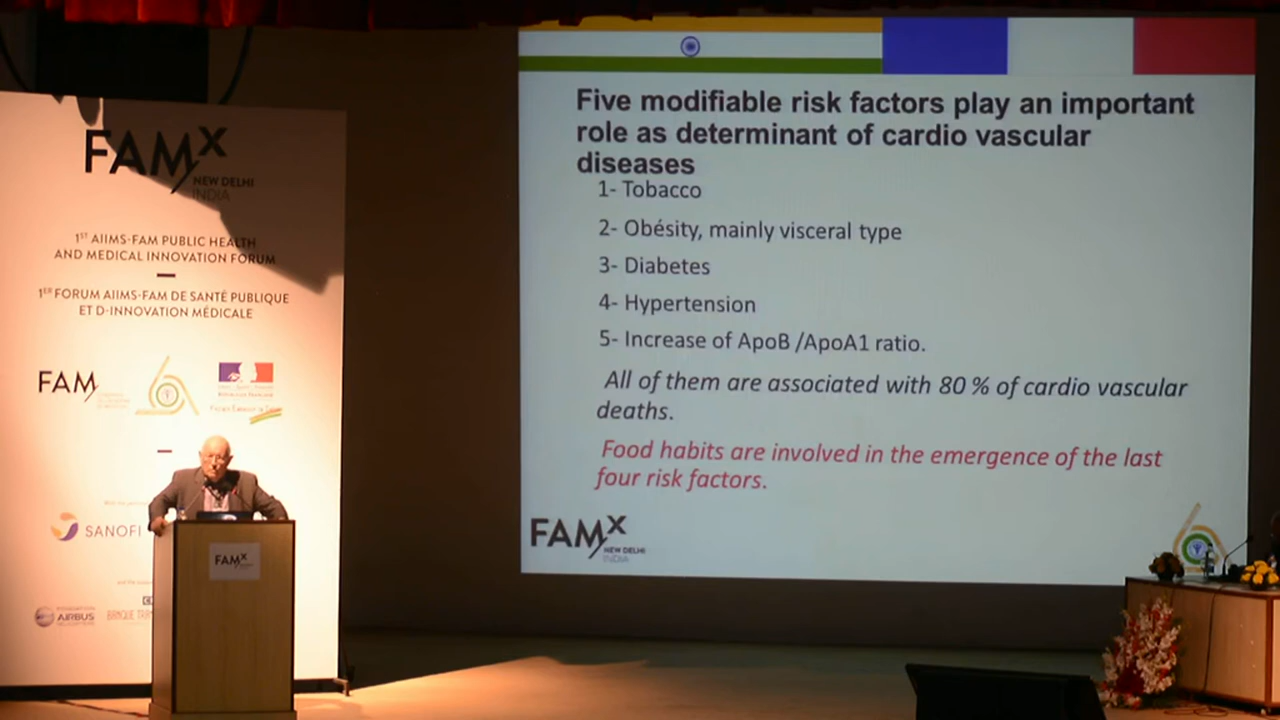 FAMX
NEW DELHI
INDIA
1ST AIIMS-FAM PUBLIC HEALTH
AND MEDICAL INNOVATION FORUM
1ER FORUM AIIMS-FAM DE SANTÉ PUBLIQUE
ET D-INNOVATION MÉDICALE
FAM
RÉPUBLIQUE FRANÇAISE
SANOFI
AIRBUS
BANQUE
FAMX
Five modifiable risk factors play an important
role as determinant of cardio vascular
diseases
1- Tobacco
2- Obésity, mainly visceral type
3- Diabetes
4- Hypertension
5- Increase of ApoB /ApoA1 ratio.
All of them are associated with 80 % of cardio vascular
deaths.
Food habits are involved in the emergence of the last
four risk factors.
FAMX
NEW DELHI
INDIA